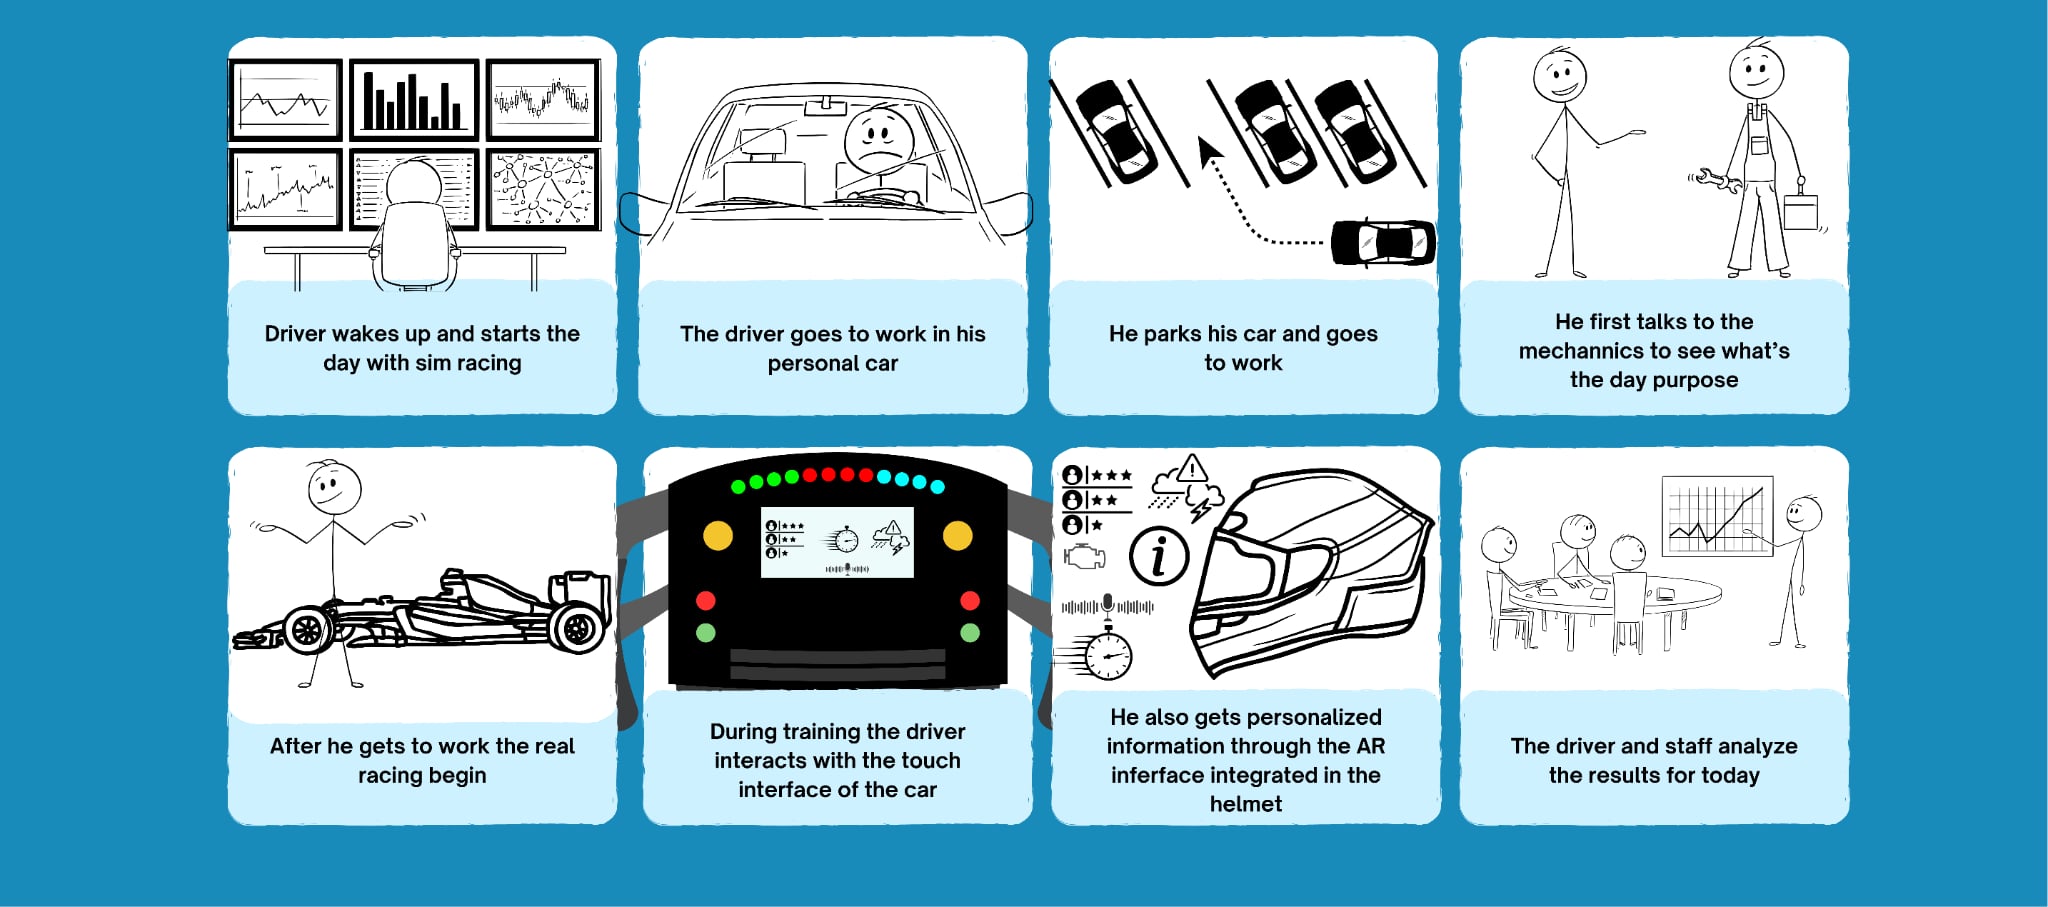 Driver wakes up and starts the
day with sim racing
The driver goes to work in his
personal car
He parks his car and goes
to work
He first talks to the
mechannics to see what's
the day purpose
After he gets to work the real
racing begin
During training the driver
interacts with the touch
interface of the car
He also gets personalized
information through the AR
inferface integrated in the
helmet
The driver and staff analyze
the results for today